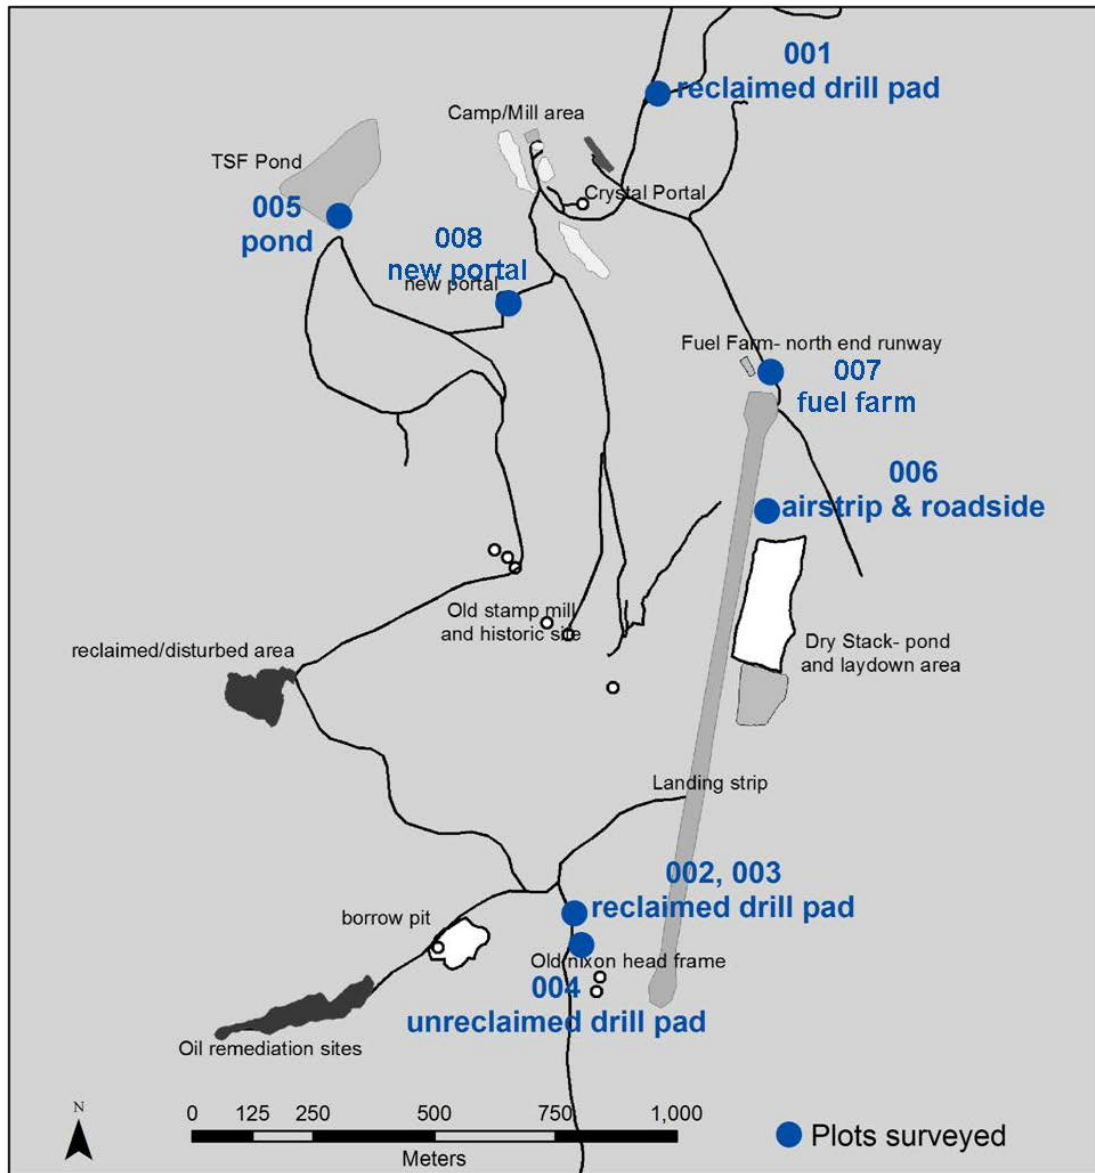 001
reclaimed drill pad
Camp/Mill area
TSF Pond
Crystal Portal
005
pond
008
new portal
new portal
Fuel Farm- north end runway
007
fuel farm
006
airstrip & roadside
Old stamp mill
and historic site
reclaimed/disturbed area
Dry Stack- pond
and laydown area
Landing strip
002, 003
reclaimed drill pad
borrow pit
Old nixon head frame
004
unreclaimed drill pad
Oil remediation sites
N
0 125 250 500 750 1,000
Meters
Plots surveyed